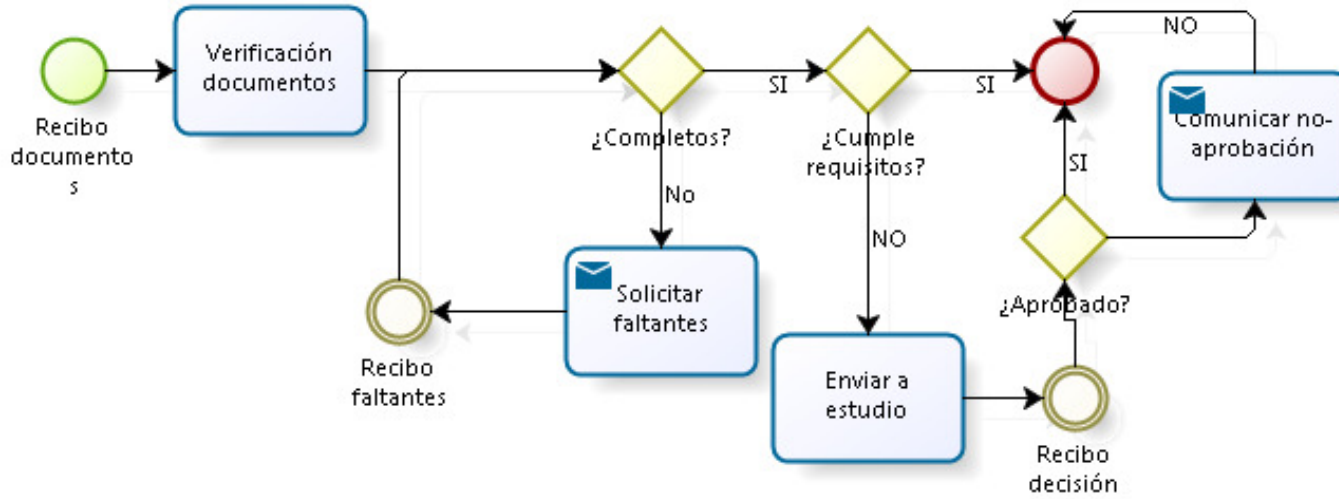 Recibo
documento
s
Verificación
documentos
¿Completos?
SI
¿Cumple
requisitos?
SI
NO
Comunicar no-
aprobación
SI
No
NO
Solicitar
faltantes
Recibo
faltantes
¿Aprobado?
Enviar a
estudio
Recibo
decisión